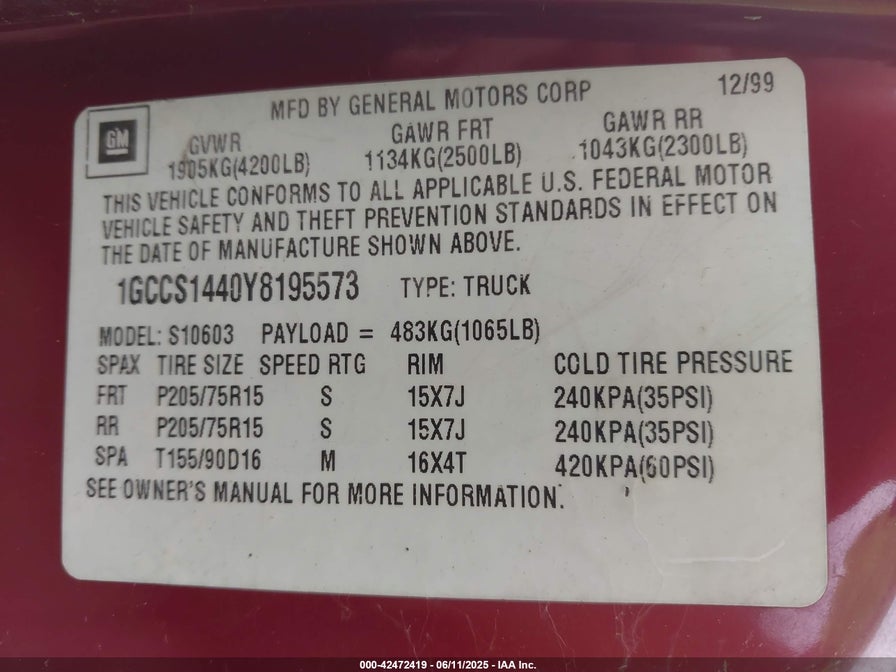 MFD BY GENERAL MOTORS CORP 12/99
GM
GVWR GAWR FRT GAWR RR
1905KG(4200LB) 1134KG(2500LB) 1043KG(2300LB)
THIS VEHICLE CONFORMS TO ALL APPLICABLE U.S. FEDERAL MOTOR
VEHICLE SAFETY AND THEFT PREVENTION STANDARDS IN EFFECT ON
THE DATE OF MANUFACTURE SHOWN ABOVE.
1GCCS1440Y8195573 TYPE: TRUCK
MODEL: S10603 PAYLOAD = 483KG(1065LB)
SPAX TIRE SIZE SPEED RTG RIM COLD TIRE PRESSURE
FRT P205/75R15 S 15X7J 240KPA(35PSI)
RR P205/75R15 S 15X7J 240KPA(35PSI)
SPA T155/90D16 M 16X4T 420KPA(60PSI)
SEE OWNER'S MANUAL FOR MORE INFORMATION.
000-42472419 - 06/11/2025 - IAA Inc.